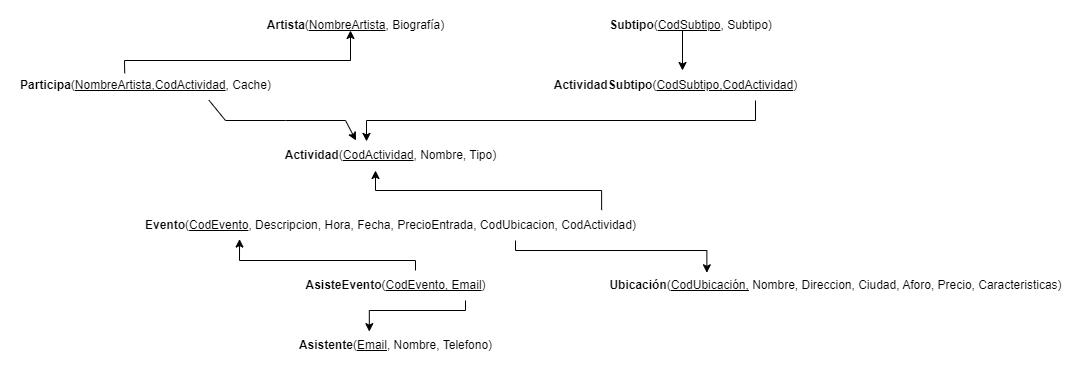 Artista(NombreArtista, Biografía)
Subtipo(CodSubtipo, Subtipo)
Participa(NombreArtista,CodActividad, Cache)
ActividadSubtipo(CodSubtipo,CodActividad)
Actividad(CodActividad, Nombre, Tipo)
Evento(CodEvento, Descripcion, Hora, Fecha, PrecioEntrada, CodUbicacion, CodActividad)
AsisteEvento(CodEvento, Email)
Ubicación(CodUbicación, Nombre, Direccion, Ciudad, Aforo, Precio, Caracteristicas)
Asistente(Email, Nombre, Telefono)